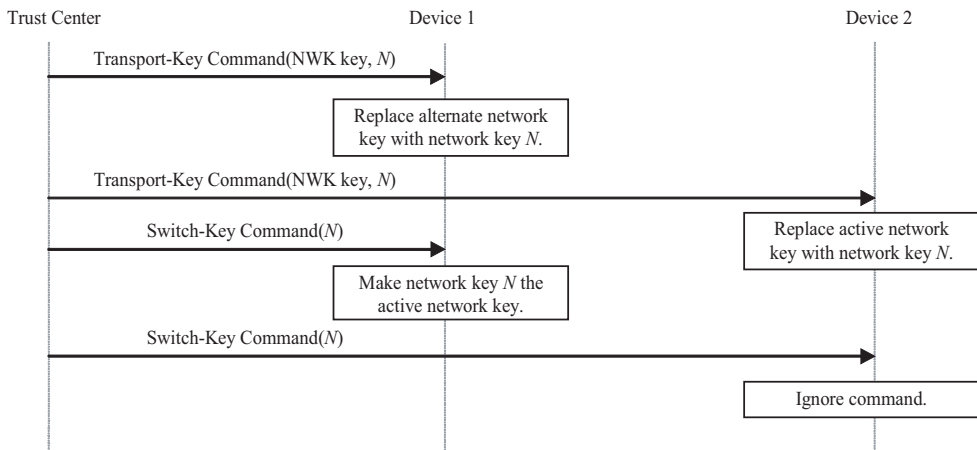 Trust Center
Device 1
Device 2
Transport-Key Command(NWK key, N)
Replace alternate network
key with network key N.
Transport-Key Command(NWK key, N)
Switch-Key Command(N)
Replace active network
key with network key N.
Make network key N the
active network key.
Switch-Key Command(N)
Ignore command.